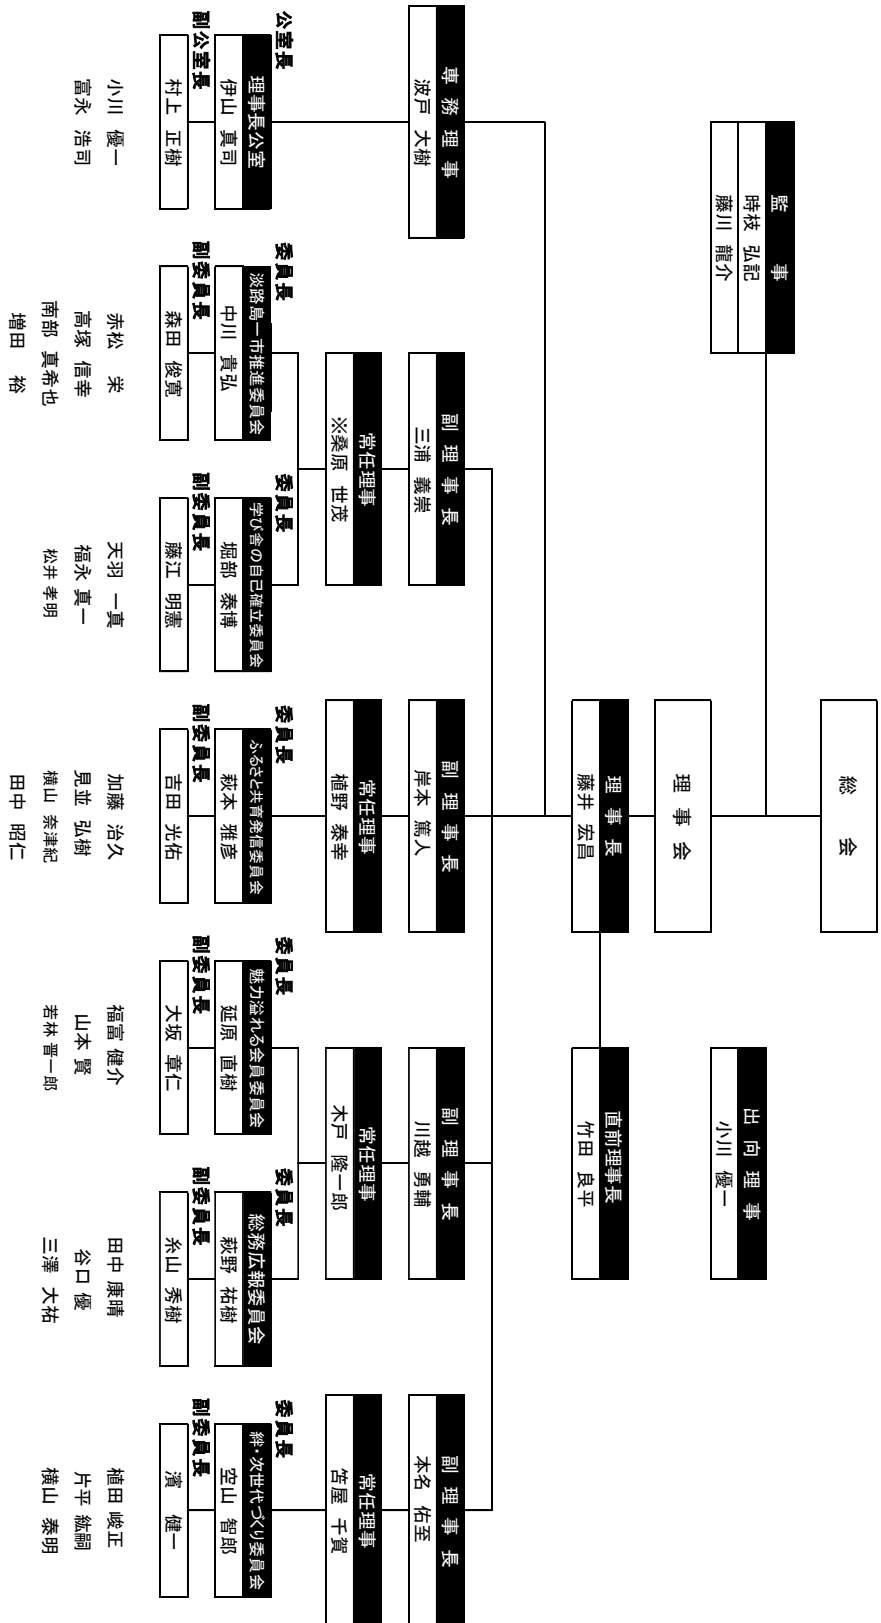 総 会
監 事
時枝 弘記
藤川 龍介
理 事 会
出 向 理 事
小川 優一
理 事 長
藤井 宏昌
直前理事長
竹田 良平
専 務 理 事
波戸 大樹
副 理 事 長
三浦 義崇
副 理 事 長
岸本 篤人
副 理 事 長
川越 勇輔
副 理 事 長
本名 佑至
常任理事
※桑原 世茂
常任理事
植野 泰幸
常任理事
木戸 隆一郎
常任理事
笘屋 千賀
公室長
理事長公室
伊山 真司
副公室長
村上 正樹
小川 優一
富永 浩司
委員長
淡路島一市推進委員会
中川 貴弘
副委員長
森田 俊寛
赤松 栄
高塚 信幸
南部 真希也
増田 裕
委員長
学び舎の自己確立委員会
堀部 泰博
副委員長
藤江 明憲
天羽 一真
福永 真一
松井 孝明
委員長
ふるさと共育発信委員会
萩本 雅彦
副委員長
吉田 光佑
加藤 治久
見並 弘樹
横山 奈津紀
田中 昭仁
委員長
魅力溢れる会員委員会
延原 直樹
副委員長
大坂 章仁
福富 健介
山本 賢
若林 晋一郎
委員長
総務広報委員会
萩野 祐樹
副委員長
糸山 秀樹
田中 康晴
谷口 優
三澤 大祐
委員長
絆・次世代づくり委員会
空山 智郎
副委員長
濱 健一
植田 峻正
片平 紘嗣
横山 泰明